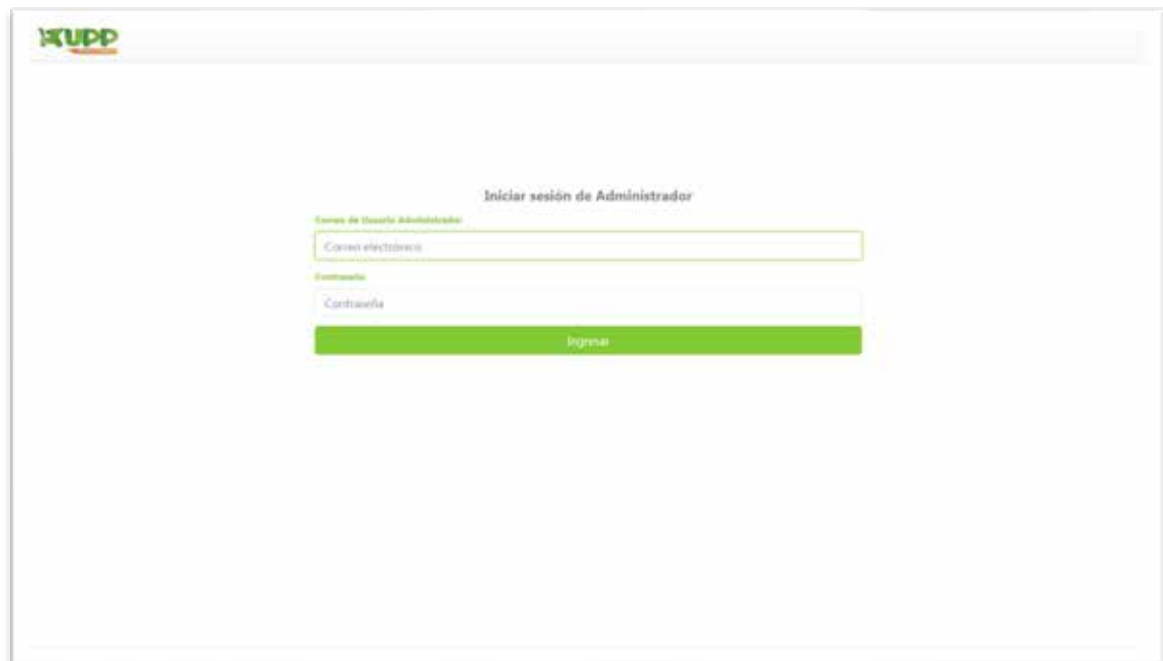 UPP
Iniciar sesión de Administrador
Correo de Usuario Administrador
Correo electrónico
Contraseña
Contraseña
Ingresar